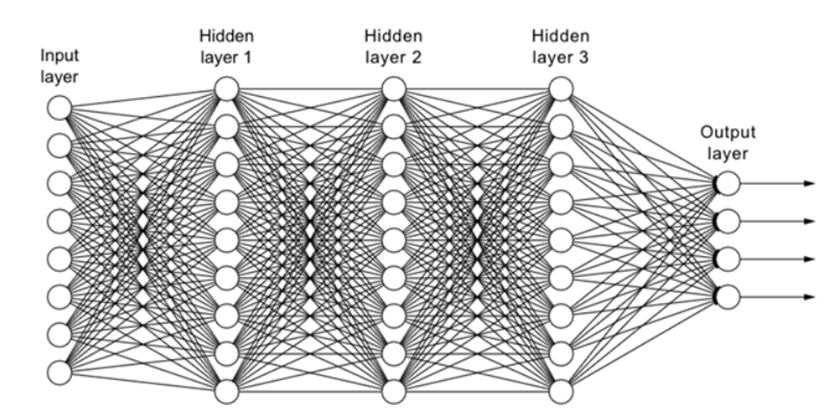 Input
layer
Hidden
layer 1
Hidden
layer 2
Hidden
layer 3
Output
layer